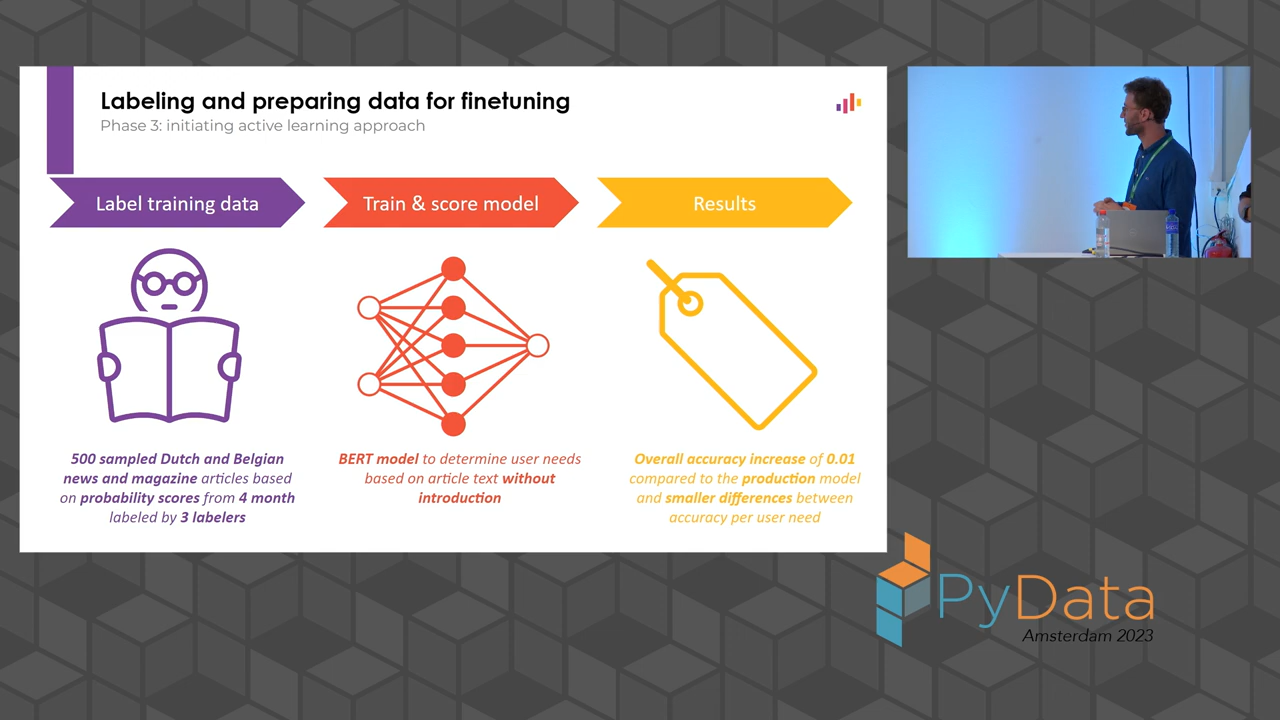 Labeling and preparing data for finetuning
Phase 3: initiating active learning approach
Label training data
Train & score model
Results
500 sampled Dutch and Belgian
news and magazine articles based
on probability scores from 4 month
labeled by 3 labelers
BERT model to determine user needs
based on article text without
introduction
Overall accuracy increase of 0.01
compared to the production model
and smaller differences between
accuracy per user need
PyData
Amsterdam 2023